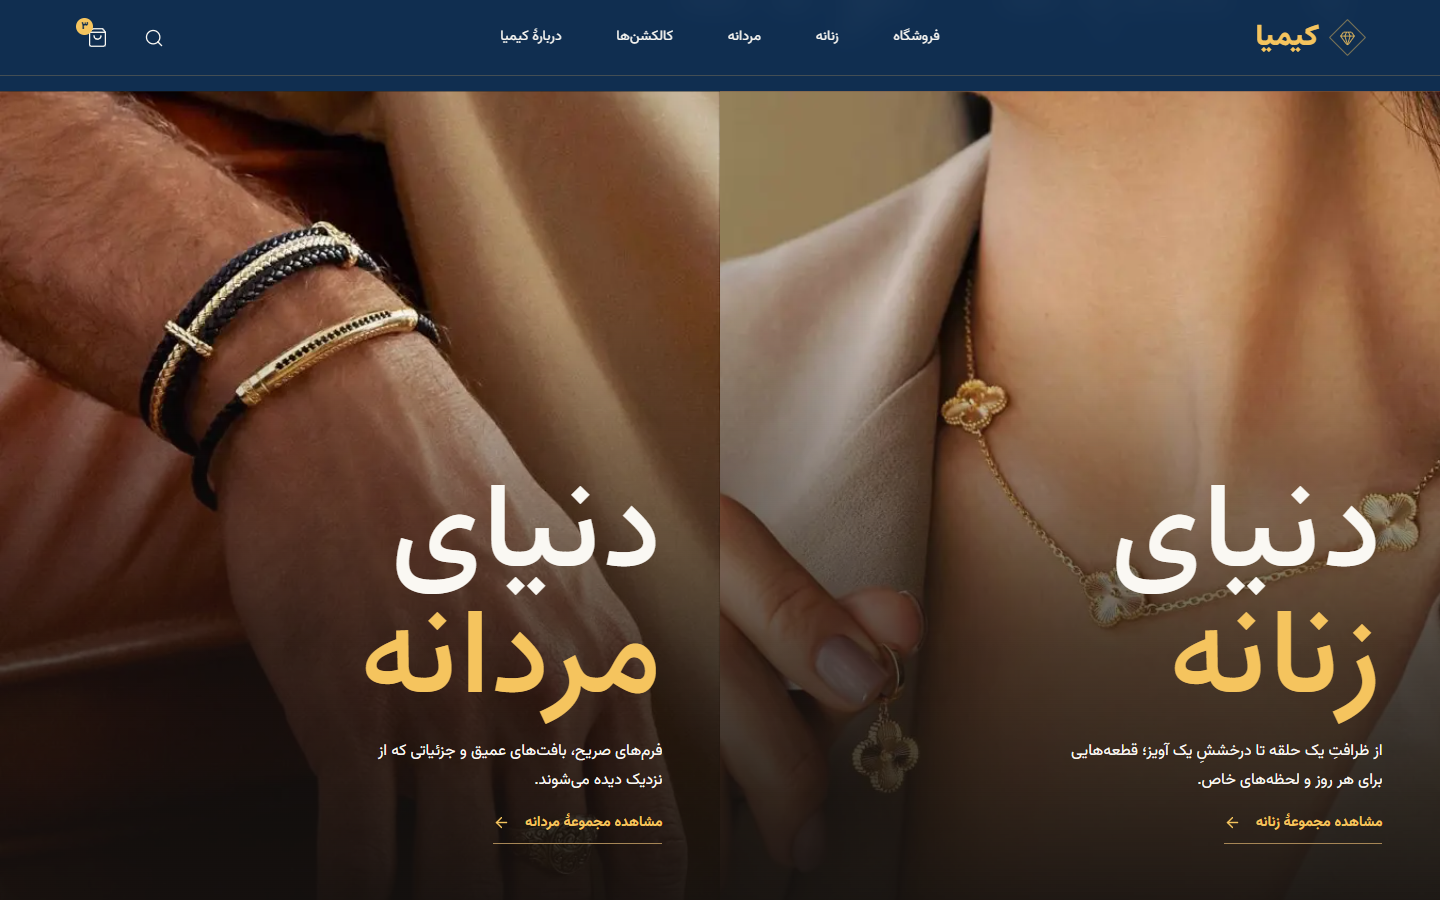 کیمیا
فروشگاه
زنانه
مردانه
کالکشن‌ها
دربارهٔ کیمیا
۳
دنیای
زنانه
از ظرافتِ یک حلقه تا درخششِ یک آویز؛ قطعه‌هایی
برای هر روز و لحظه‌های خاص.
مشاهده مجموعهٔ زنانه
دنیای
مردانه
فرم‌های صریح، بافت‌های عمیق و جزئیاتی که از
نزدیک دیده می‌شوند.
مشاهده مجموعهٔ مردانه